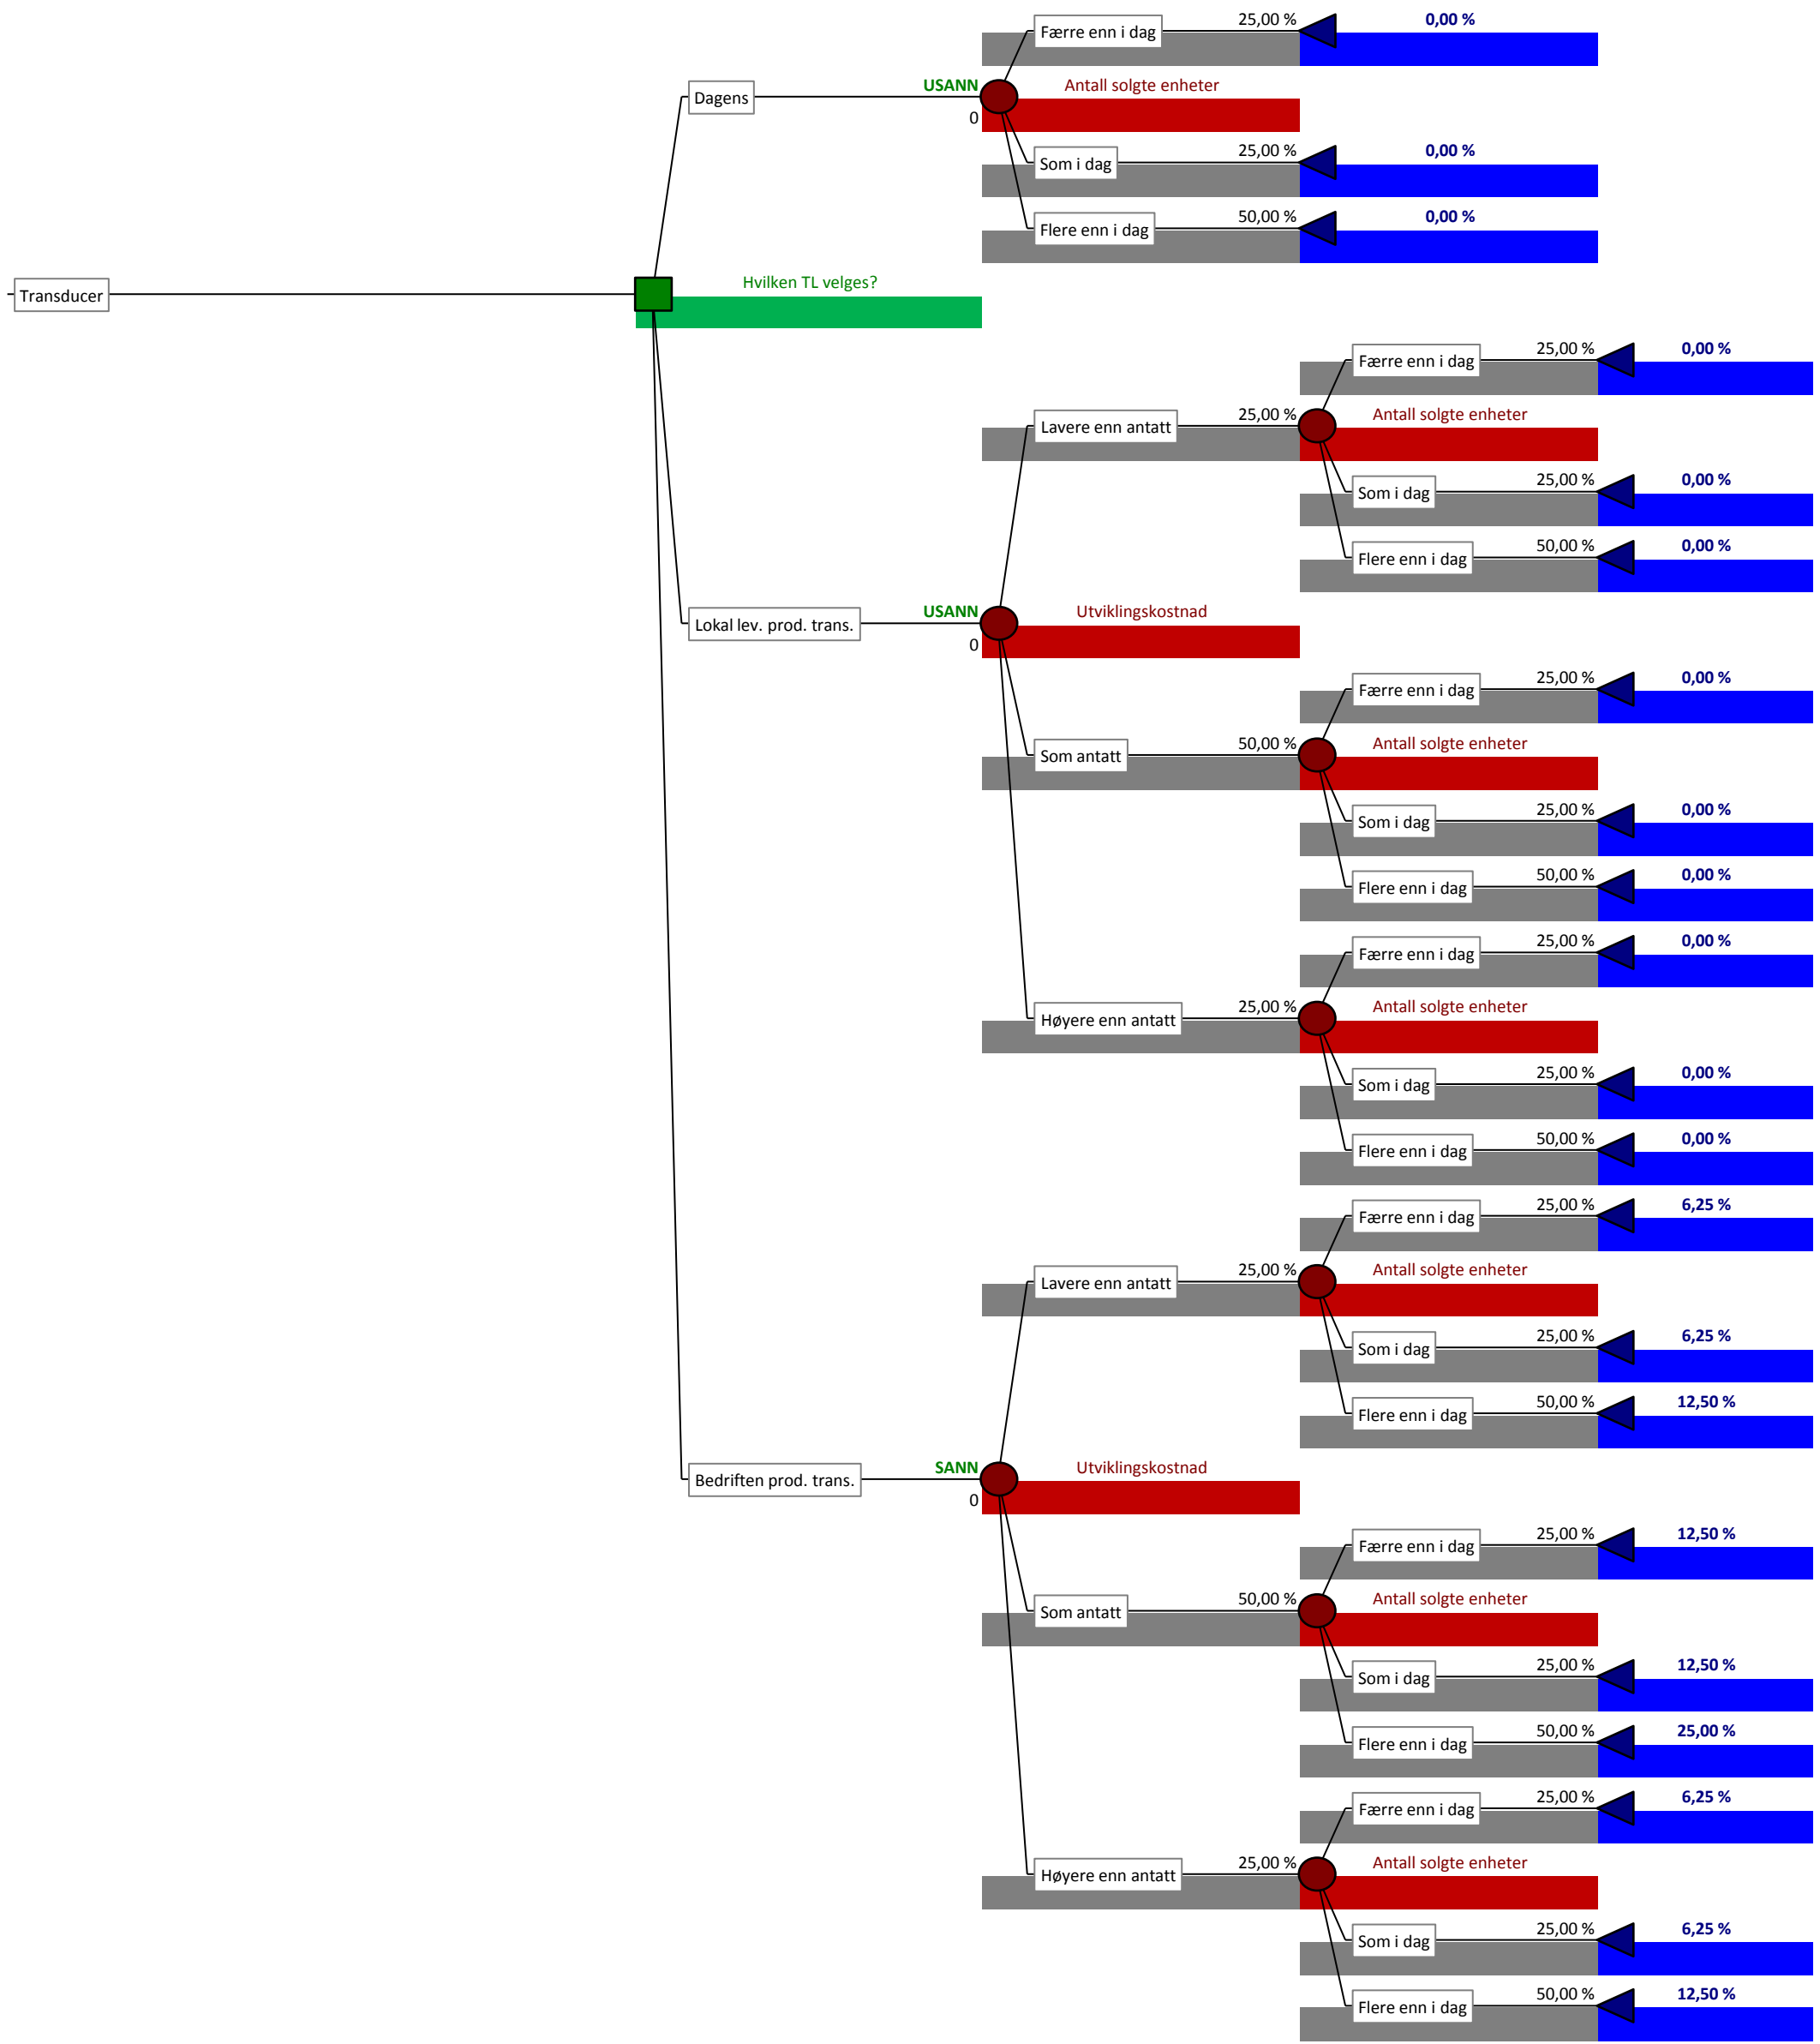 Færre enn i dag 25,00 % 0,00 %
Dagens USANN Antall solgte enheter
0
Som i dag 25,00 % 0,00 %
Flere enn i dag 50,00 % 0,00 %
Transducer Hvilken TL velges?
Færre enn i dag 25,00 % 0,00 %
Lavere enn antatt 25,00 % Antall solgte enheter
Som i dag 25,00 % 0,00 %
Flere enn i dag 50,00 % 0,00 %
Lokal lev. prod. trans. USANN Utviklingskostnad
0
Færre enn i dag 25,00 % 0,00 %
Som antatt 50,00 % Antall solgte enheter
Som i dag 25,00 % 0,00 %
Flere enn i dag 50,00 % 0,00 %
Færre enn i dag 25,00 % 0,00 %
Høyere enn antatt 25,00 % Antall solgte enheter
Som i dag 25,00 % 0,00 %
Flere enn i dag 50,00 % 0,00 %
Færre enn i dag 25,00 % 6,25 %
Lavere enn antatt 25,00 % Antall solgte enheter
Som i dag 25,00 % 6,25 %
Flere enn i dag 50,00 % 12,50 %
Bedriften prod. trans. SANN Utviklingskostnad
0
Færre enn i dag 25,00 % 12,50 %
Som antatt 50,00 % Antall solgte enheter
Som i dag 25,00 % 12,50 %
Flere enn i dag 50,00 % 25,00 %
Færre enn i dag 25,00 % 6,25 %
Høyere enn antatt 25,00 % Antall solgte enheter
Som i dag 25,00 % 6,25 %
Flere enn i dag 50,00 % 12,50 %